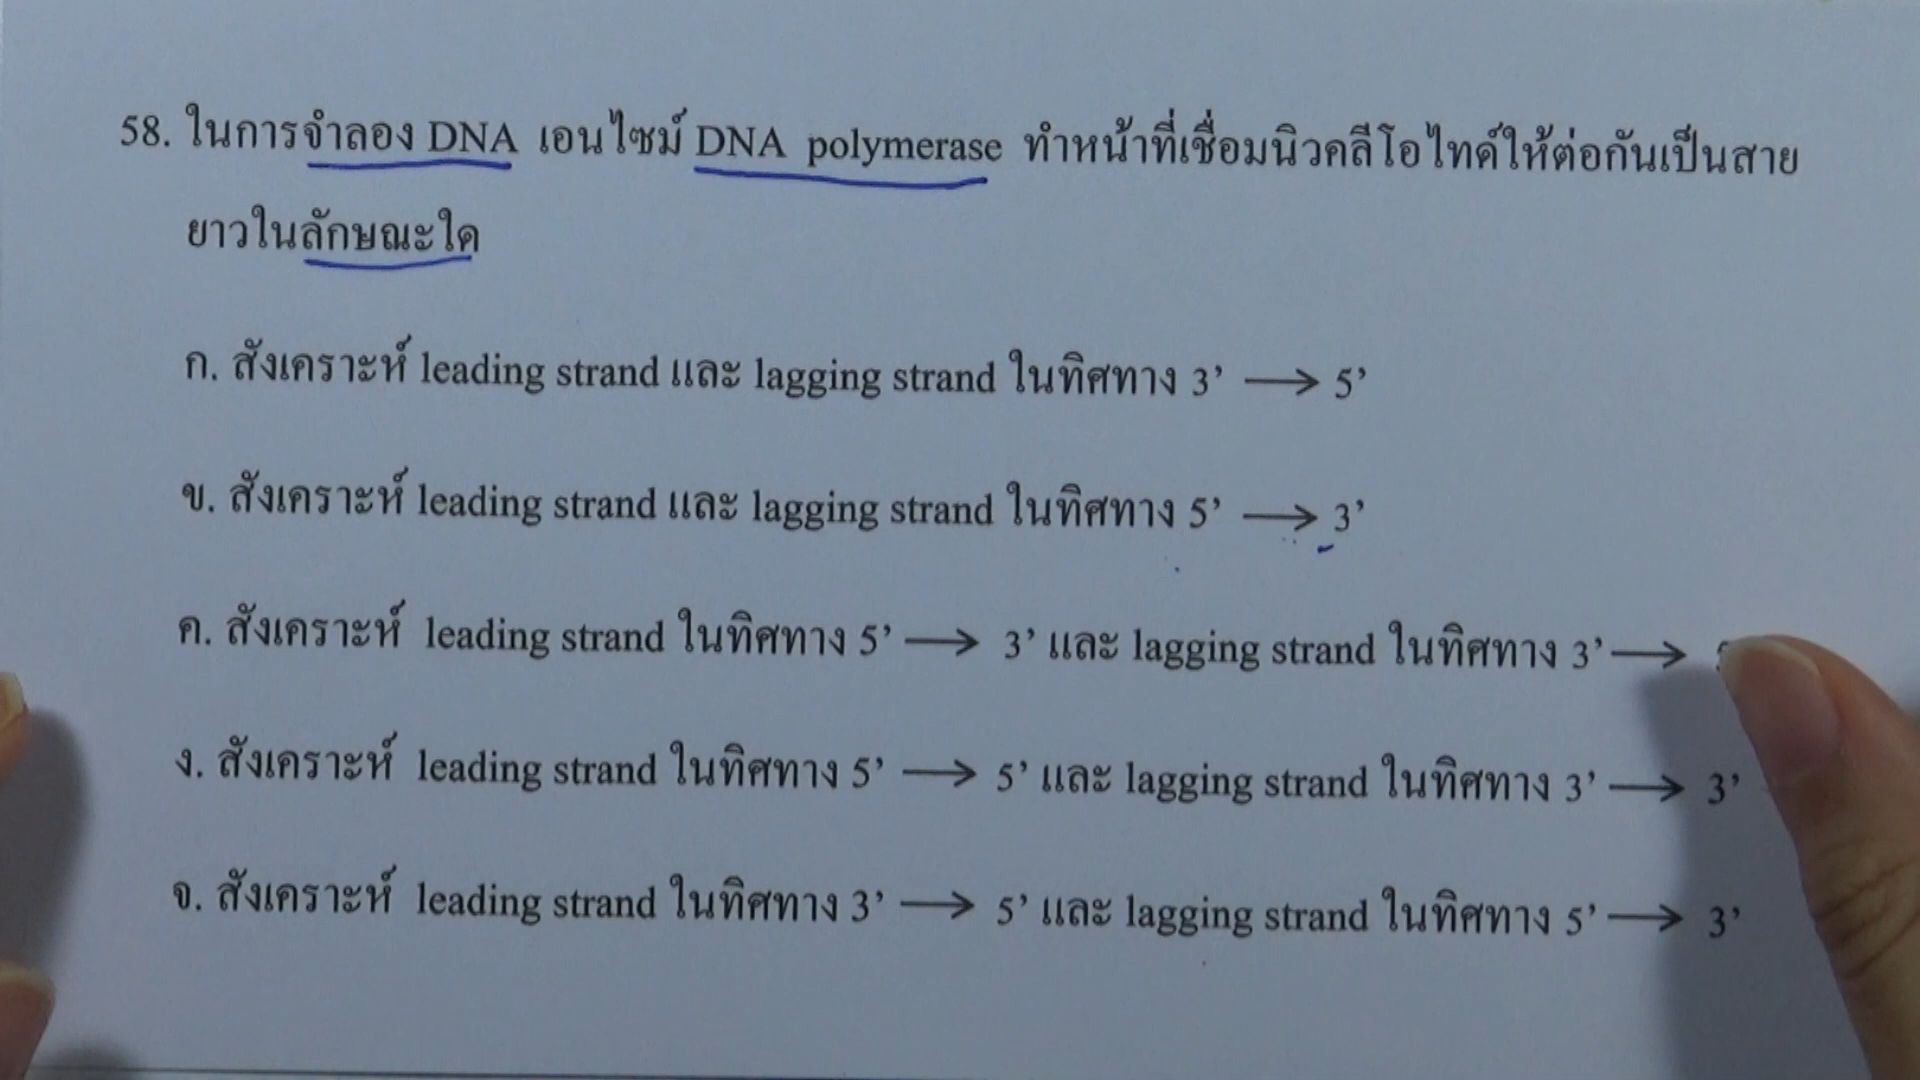 58. ในการจำลอง DNA เอนไซม์ DNA polymerase ทำหน้าที่เชื่อมนิวคลีโอไทด์ให้ต่อกันเป็นสาย
ยาวในลักษณะใด
ก. สังเคราะห์ leading strand และ lagging strand ในทิศทาง 3’ ⟶ 5’
ข. สังเคราะห์ leading strand และ lagging strand ในทิศทาง 5’ ⟶ 3’
ค. สังเคราะห์ leading strand ในทิศทาง 5’ ⟶ 3’ และ lagging strand ในทิศทาง 3’ ⟶
ง. สังเคราะห์ leading strand ในทิศทาง 5’ ⟶ 5’ และ lagging strand ในทิศทาง 3’ ⟶ 3’
จ. สังเคราะห์ leading strand ในทิศทาง 3’ ⟶ 5’ และ lagging strand ในทิศทาง 5’ ⟶ 3’